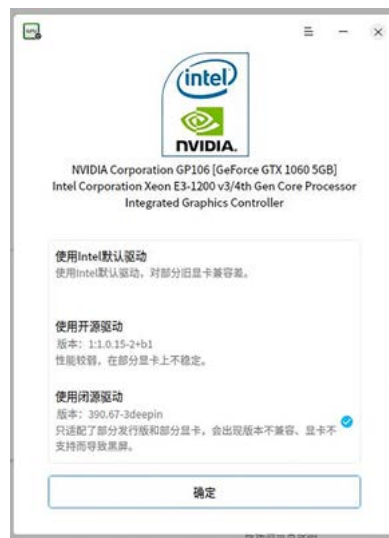 intel
NVIDIA.
NVIDIA Corporation GP106 [GeForce GTX 1060 5GB]
Intel Corporation Xeon E3-1200 v3/4th Gen Core Processor
Integrated Graphics Controller
使用Intel默认驱动
使用Intel默认驱动，对部分旧显卡兼容差。
使用开源驱动
版本：1:1.0.15-2+b1
性能较弱，在部分显卡上不稳定。
使用闭源驱动
版本：390.67-3deepin
只适配了部分发行版和部分显卡，会出现版本不兼容、显卡不
支持而导致黑屏。
确定